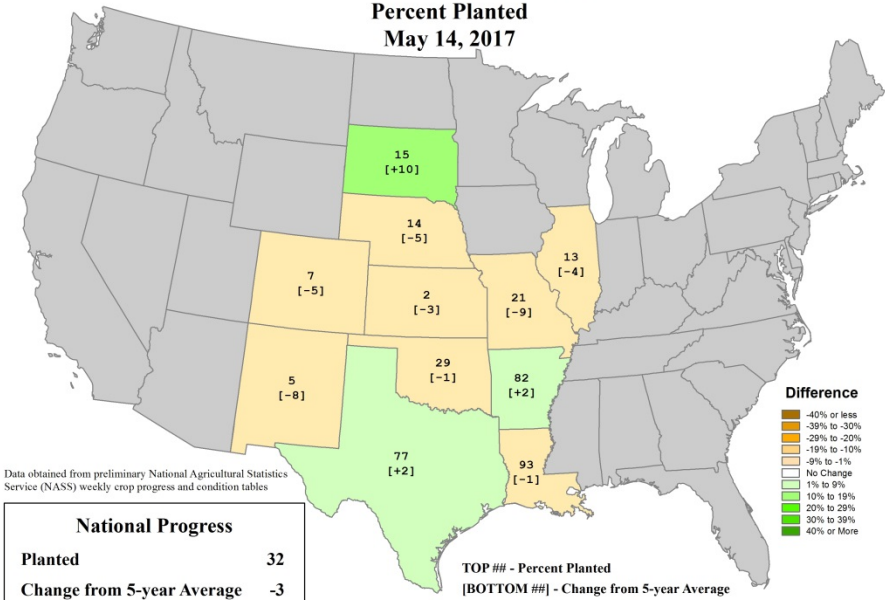 Percent Planted
May 14, 2017
15
[+10]
14
[-5]
13
[-4]
7
[-5]
2
[-3]
21
[-9]
29
[-1]
82
[+2]
5
[-8]
77
[+2]
93
[-1]
Difference
-40% or less
-39% to -30%
-29% to -20%
-19% to -10%
-9% to -1%
No Change
1% to 9%
10% to 19%
20% to 29%
30% to 39%
40% or More
Data obtained from preliminary National Agricultural Statistics
Service (NASS) weekly crop progress and condition tables
National Progress
Planted 32
Change from 5-year Average -3
TOP ## - Percent Planted
[BOTTOM ##] - Change from 5-year Average